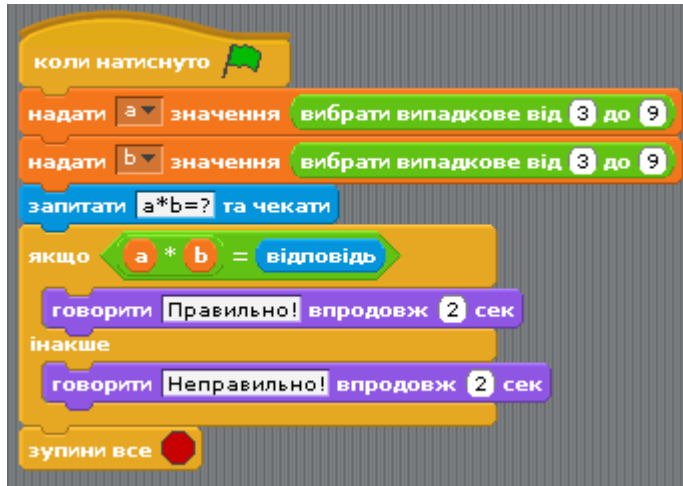 коли натиснуто
надати a значення вибрати випадкове від 3 до 9
надати b значення вибрати випадкове від 3 до 9
запитати a*b=? та чекати
якщо a * b = відповідь
говорити Правильно! впродовж 2 сек
інакше
говорити Неправильно! впродовж 2 сек
зупини все